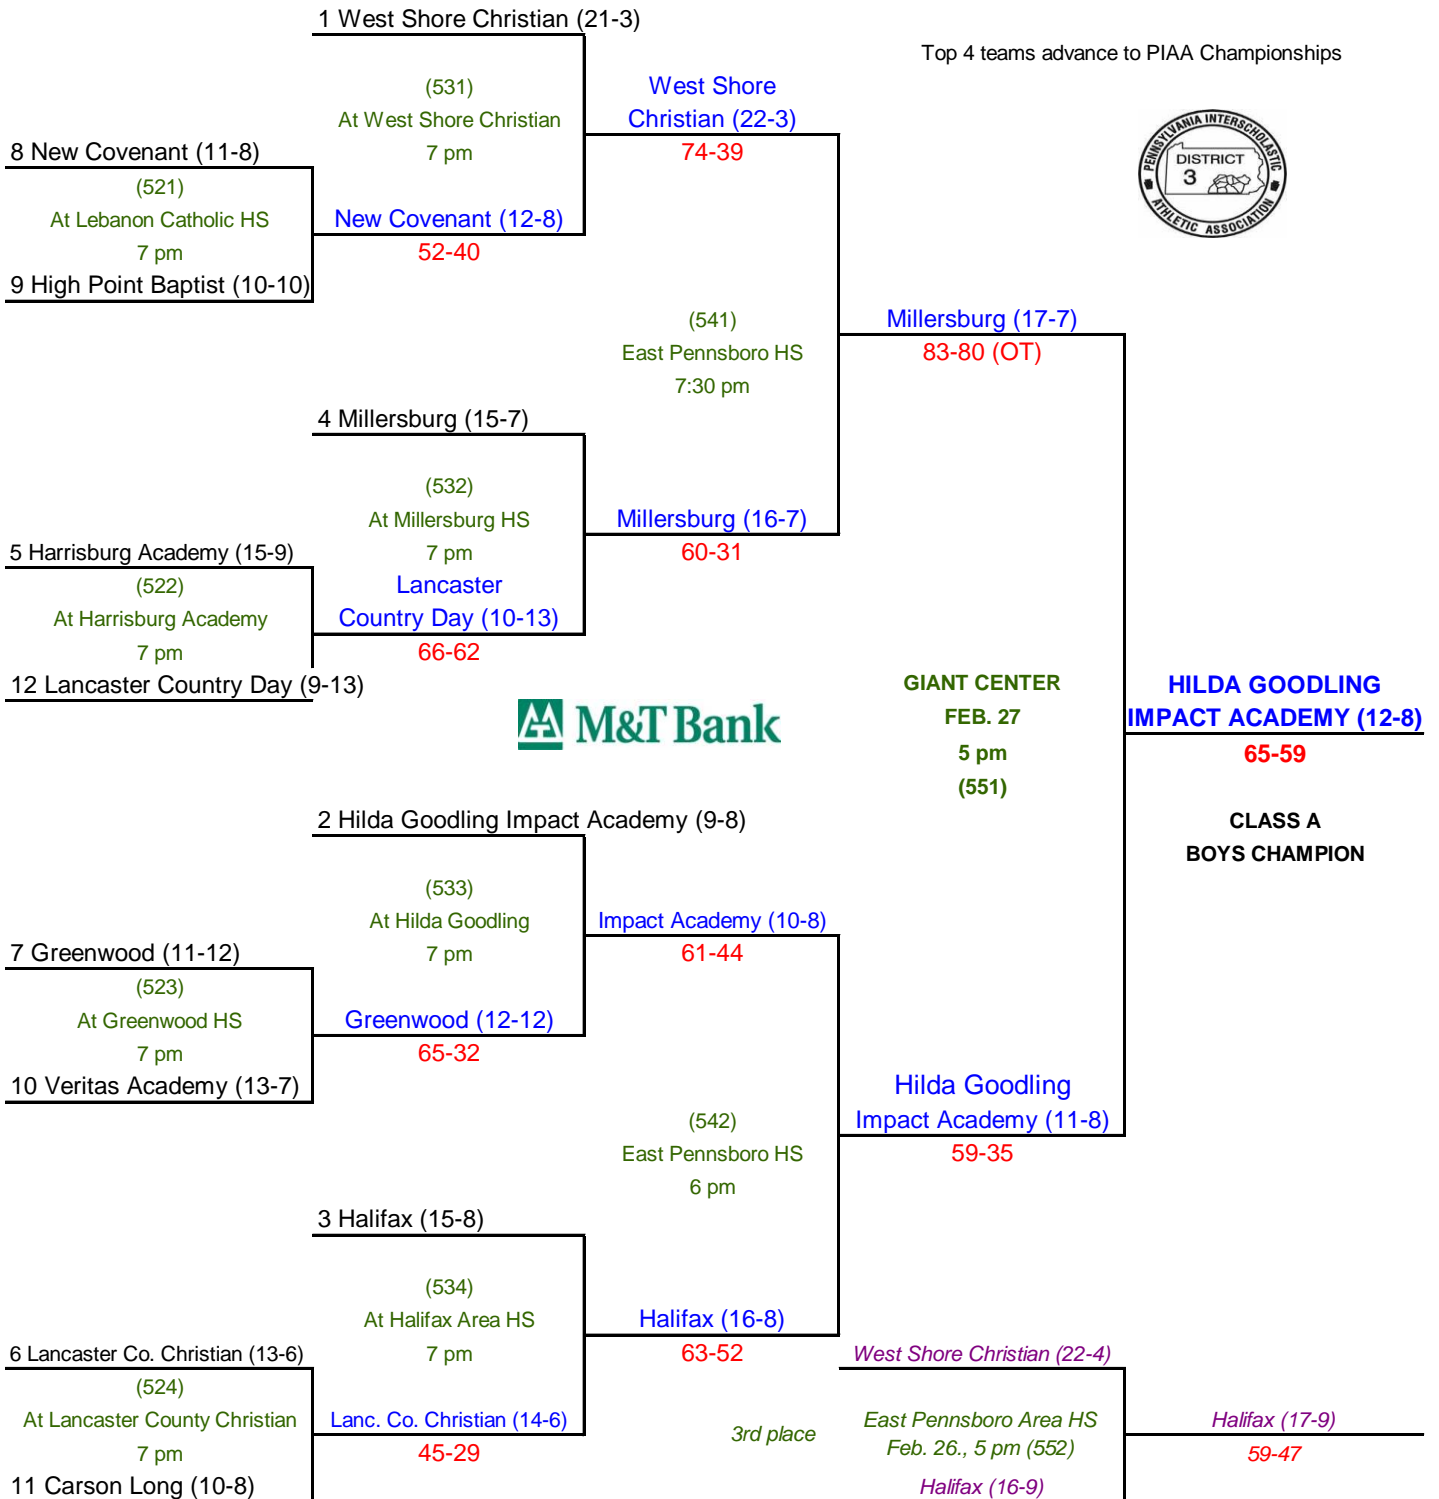 1 West Shore Christian (21-3)
Top 4 teams advance to PIAA Championships
(531)
At West Shore Christian
7 pm
West Shore
Christian (22-3)
74-39
PENNSYLVANIA INTERSCHOLASTIC
DISTRICT
3
ATHLETIC ASSOCIATION
8 New Covenant (11-8)
(521)
At Lebanon Catholic HS
7 pm
9 High Point Baptist (10-10)
New Covenant (12-8)
52-40
(541)
East Pennsboro HS
7:30 pm
Millersburg (17-7)
83-80 (OT)
4 Millersburg (15-7)
(532)
At Millersburg HS
7 pm
Millersburg (16-7)
60-31
5 Harrisburg Academy (15-9)
(522)
At Harrisburg Academy
7 pm
12 Lancaster Country Day (9-13)
Lancaster
Country Day (10-13)
66-62
M&T Bank
GIANT CENTER
FEB. 27
5 pm
(551)
HILDA GOODLING
IMPACT ACADEMY (12-8)
65-59
CLASS A
BOYS CHAMPION
2 Hilda Goodling Impact Academy (9-8)
(533)
At Hilda Goodling
7 pm
Impact Academy (10-8)
61-44
7 Greenwood (11-12)
(523)
At Greenwood HS
7 pm
10 Veritas Academy (13-7)
Greenwood (12-12)
65-32
(542)
East Pennsboro HS
6 pm
Hilda Goodling
Impact Academy (11-8)
59-35
3 Halifax (15-8)
(534)
At Halifax Area HS
7 pm
Halifax (16-8)
63-52
6 Lancaster Co. Christian (13-6)
(524)
At Lancaster County Christian
7 pm
11 Carson Long (10-8)
Lanc. Co. Christian (14-6)
45-29
3rd place
West Shore Christian (22-4)
East Pennsboro Area HS
Feb. 26., 5 pm (552)
Halifax (16-9)
Halifax (17-9)
59-47